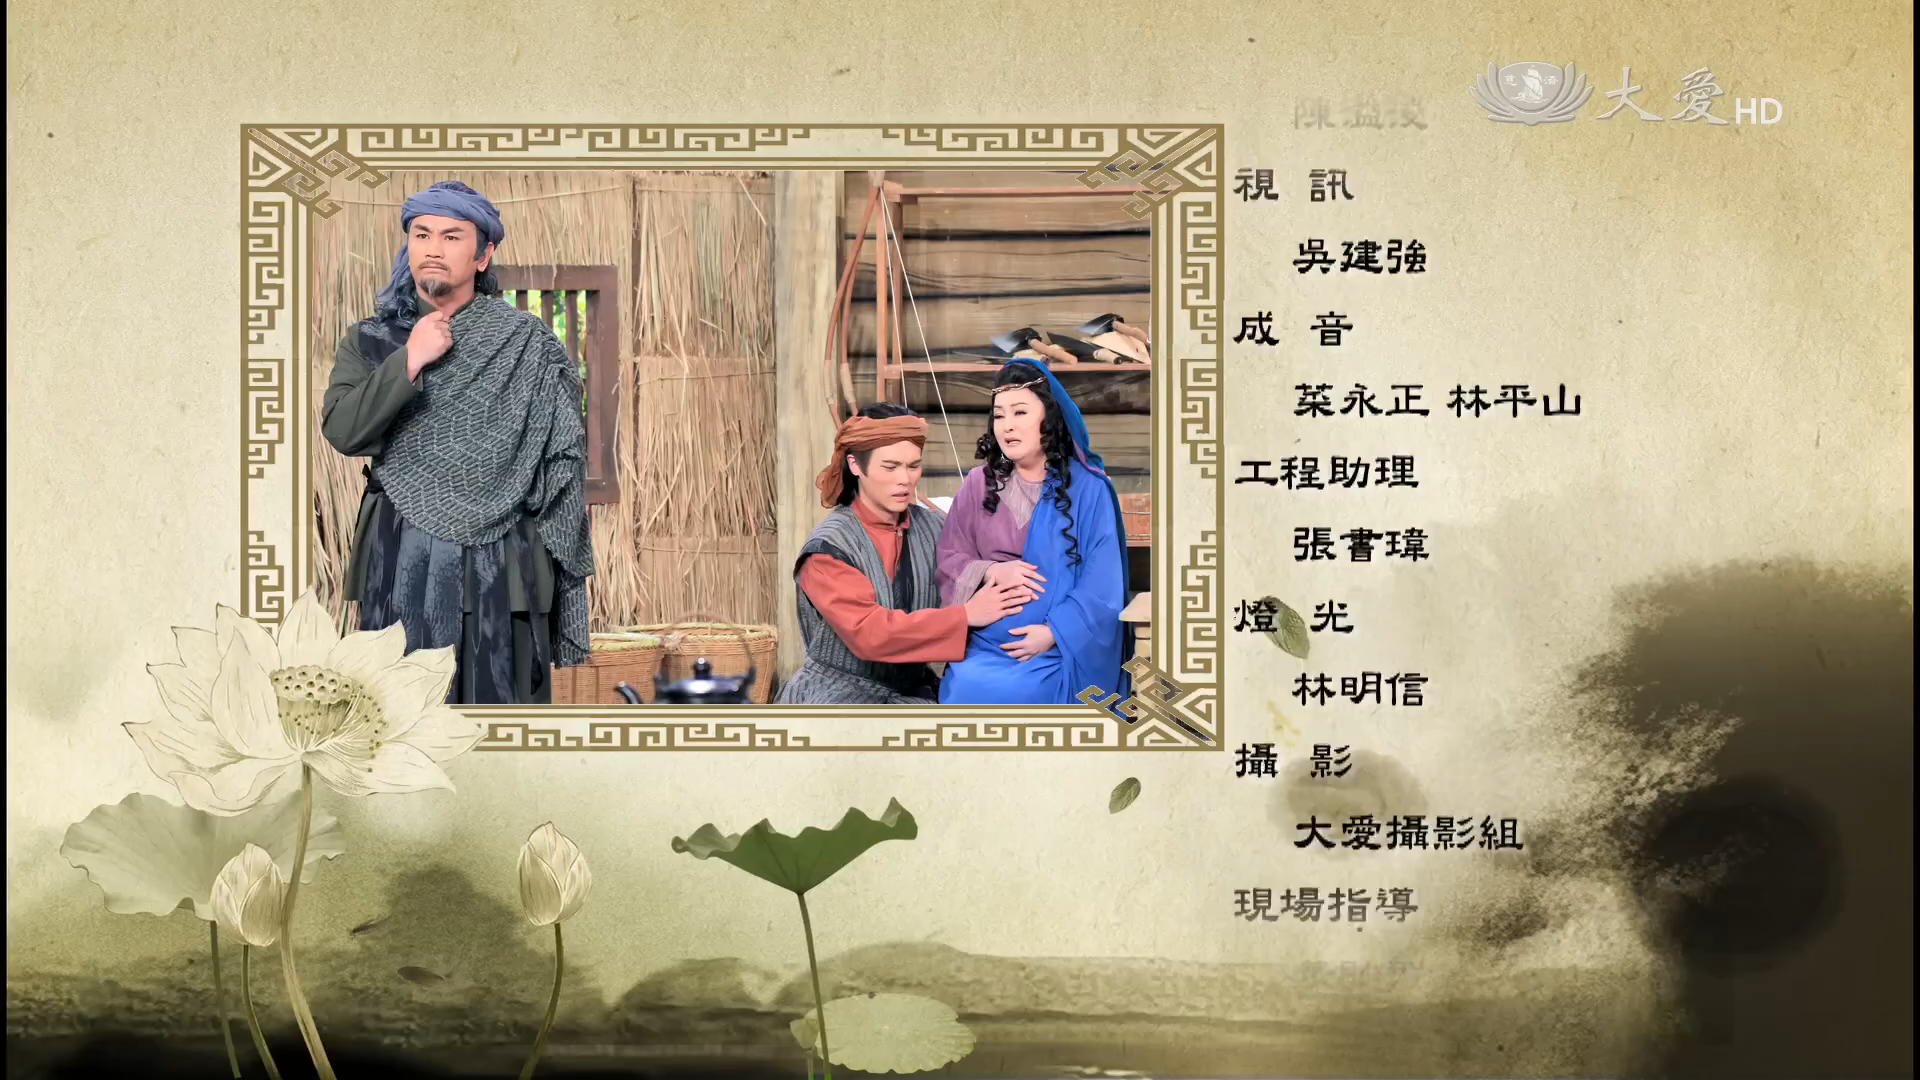 大愛HD
視 訊
吳建強
成 音
葉永正 林平山
工程助理
張書瑋
燈 光
林明信
攝 影
大愛攝影組
現場指導